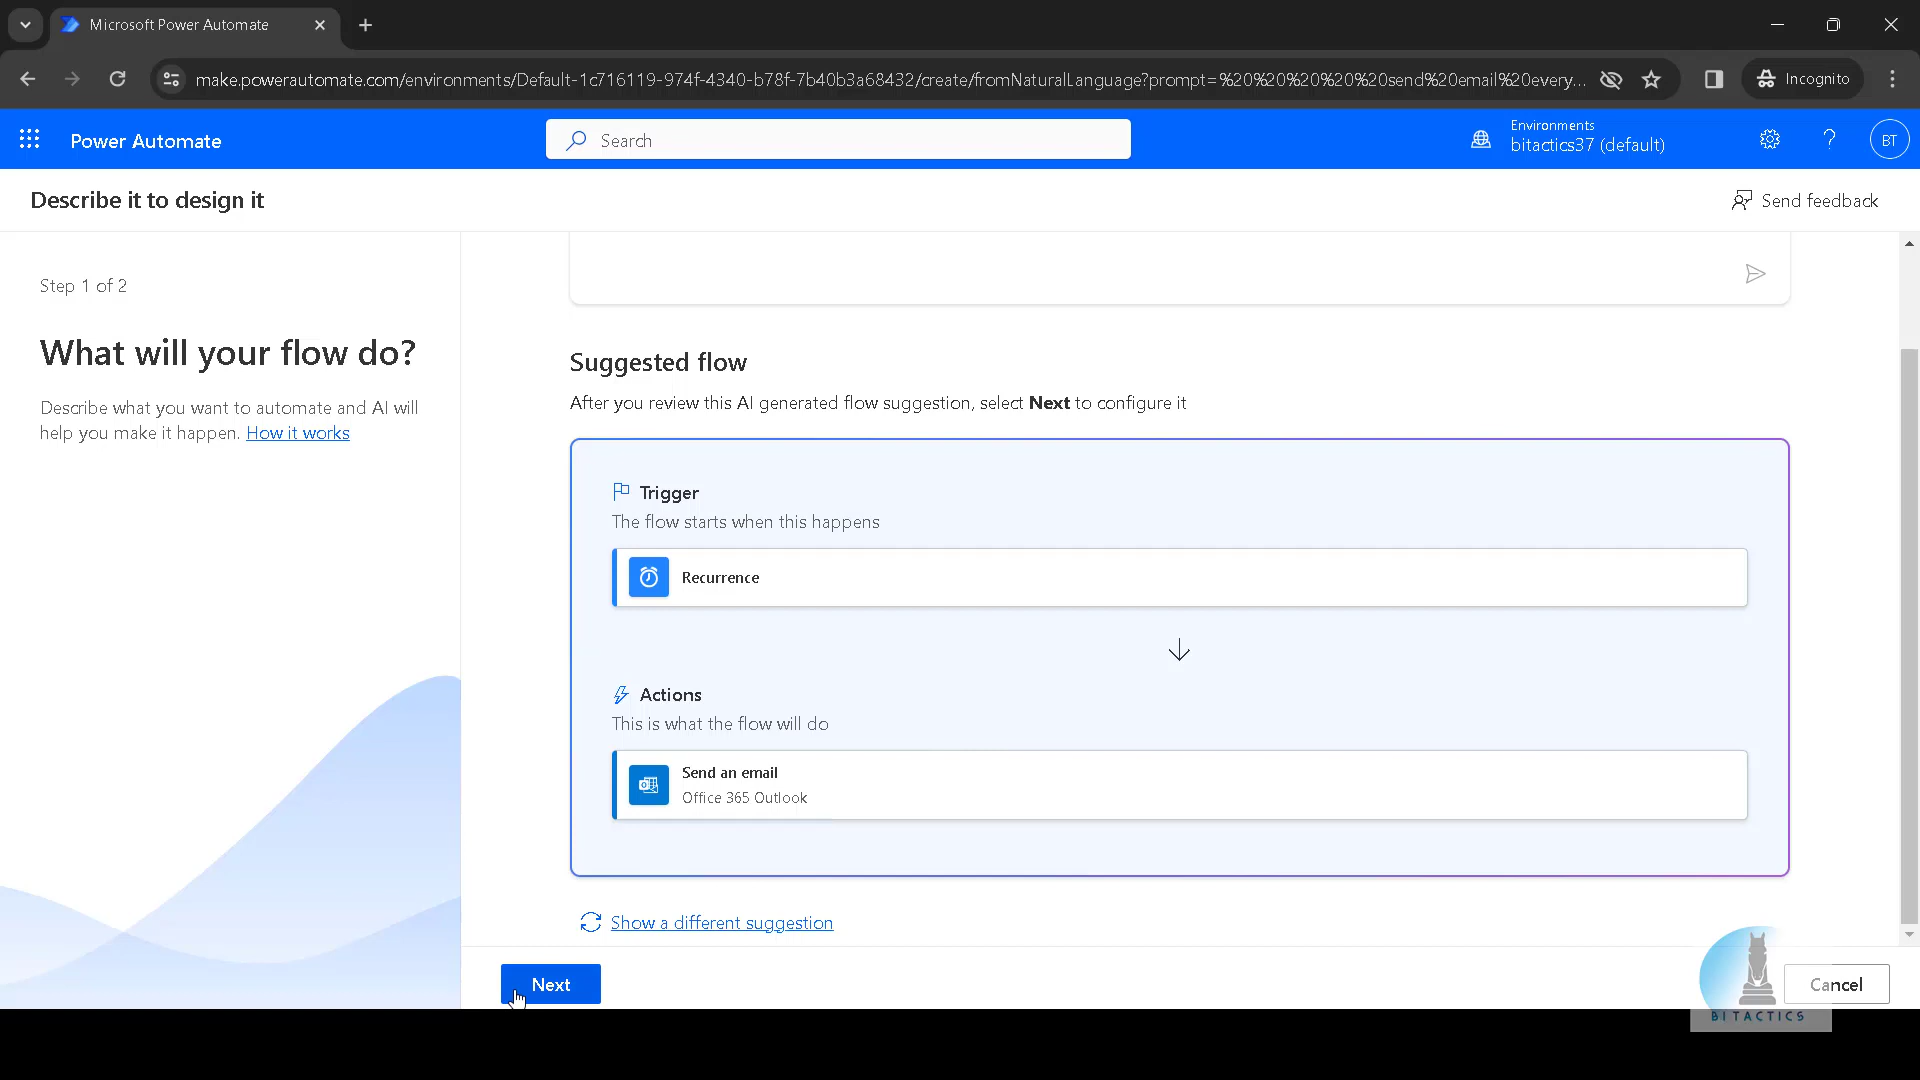 Microsoft Power Automate
make.powerautomate.com/environments/Default-1c716119-974f-4340-b78f-7b40b3a68432/create/fromNaturalLanguage?prompt=%20%20%20%20%20send%20email%20every...
Incognito
Power Automate
Search
Environments
bitactics37 (default)
?
BT
Describe it to design it
Send feedback
Step 1 of 2
What will your flow do?
Describe what you want to automate and AI will
help you make it happen. How it works
Suggested flow
After you review this AI generated flow suggestion, select Next to configure it
Trigger
The flow starts when this happens
Recurrence
Actions
This is what the flow will do
Send an email
Office 365 Outlook
Show a different suggestion
Next
Cancel
BITACTICS